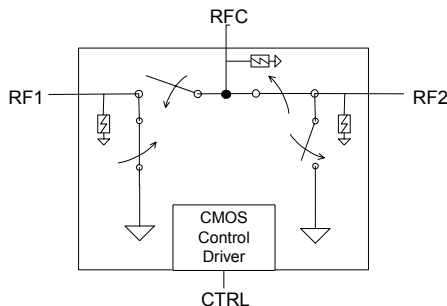 RFC
RF1
RF2
CMOS
Control
Driver
CTRL